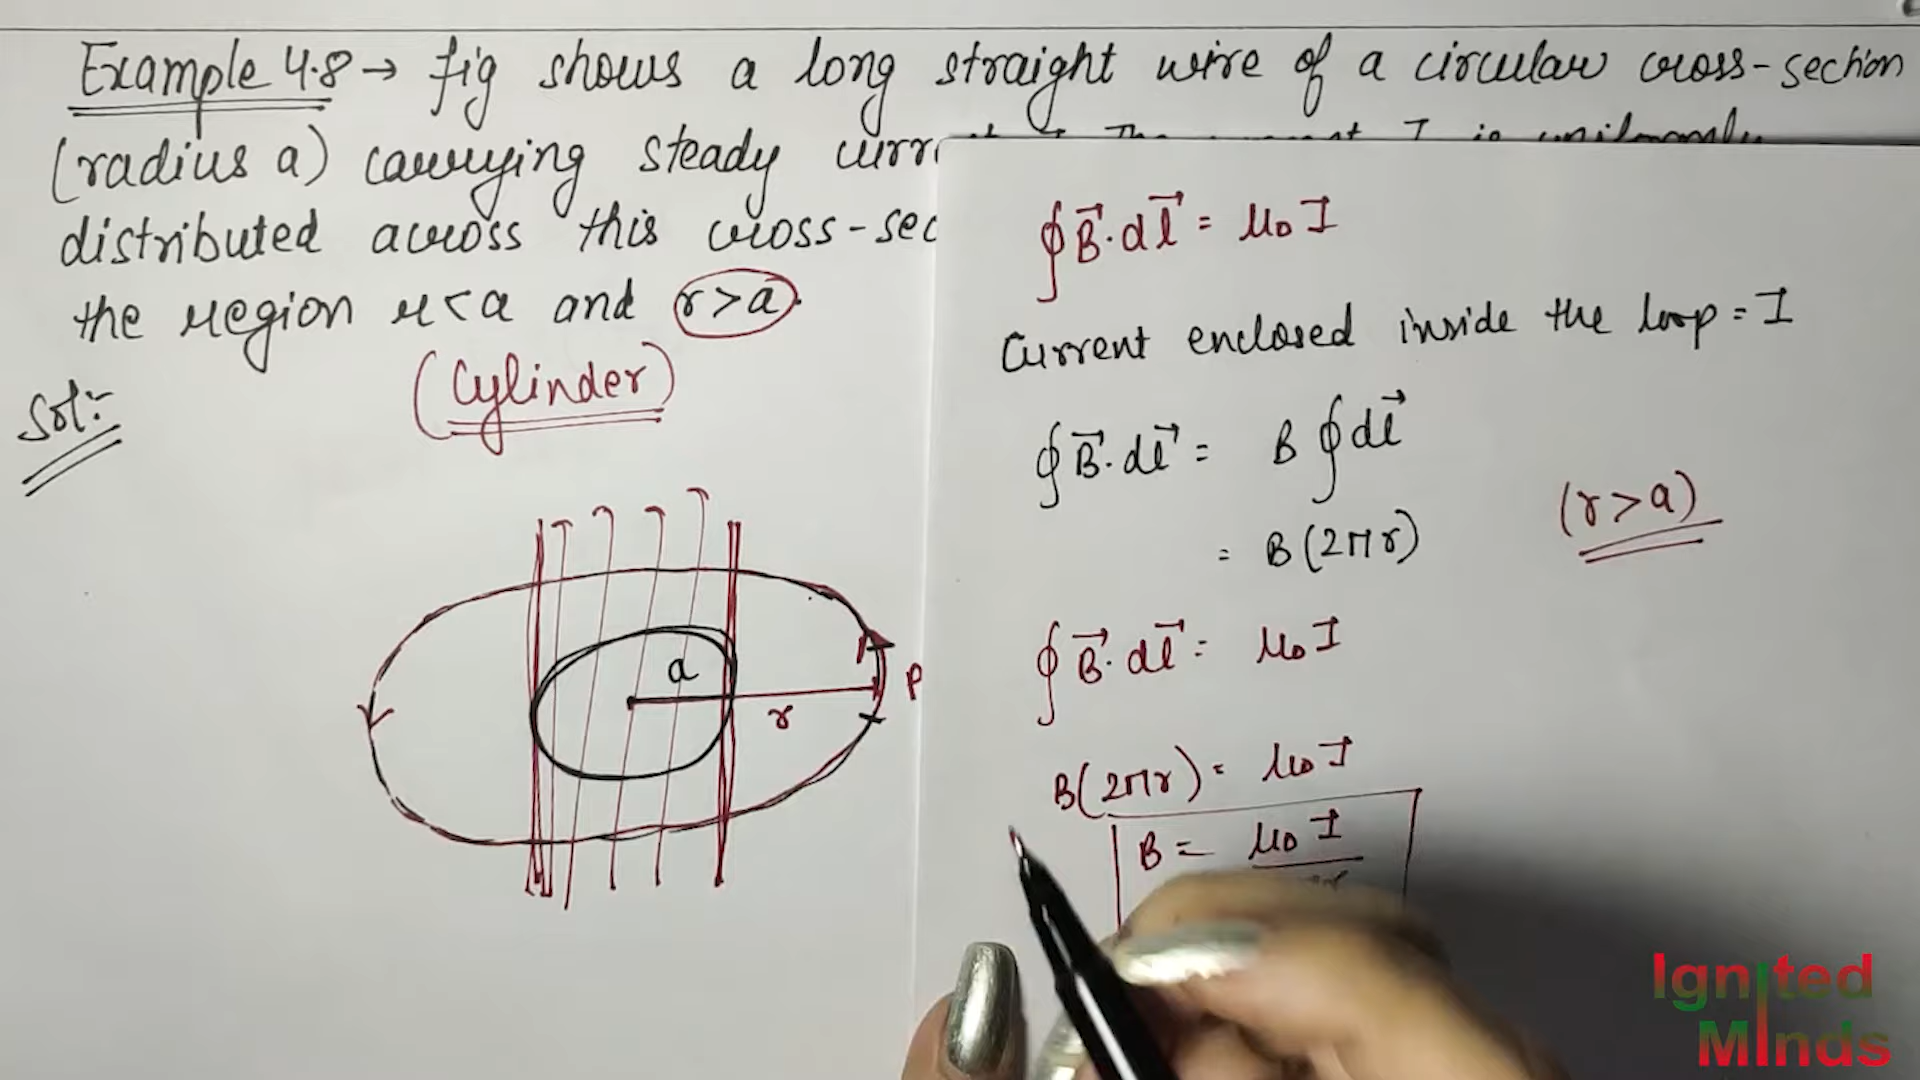 Example 4.8 → fig shows a long straight wire of a circular cross-section
(radius a) carrying steady
distributed across this cross-sec
the region r < a and r > a.
(Cylinder)
Sol:-
a
r
P
∮B⃗·dl⃗ = μ₀I
Current enclosed inside the loop = I
∮B⃗·dl⃗ = B∮dl⃗
= B(2πr)
(r > a)
∮B⃗·dl⃗ = μ₀I
B(2πr) = μ₀I
B = μ₀I
Ignited
Minds